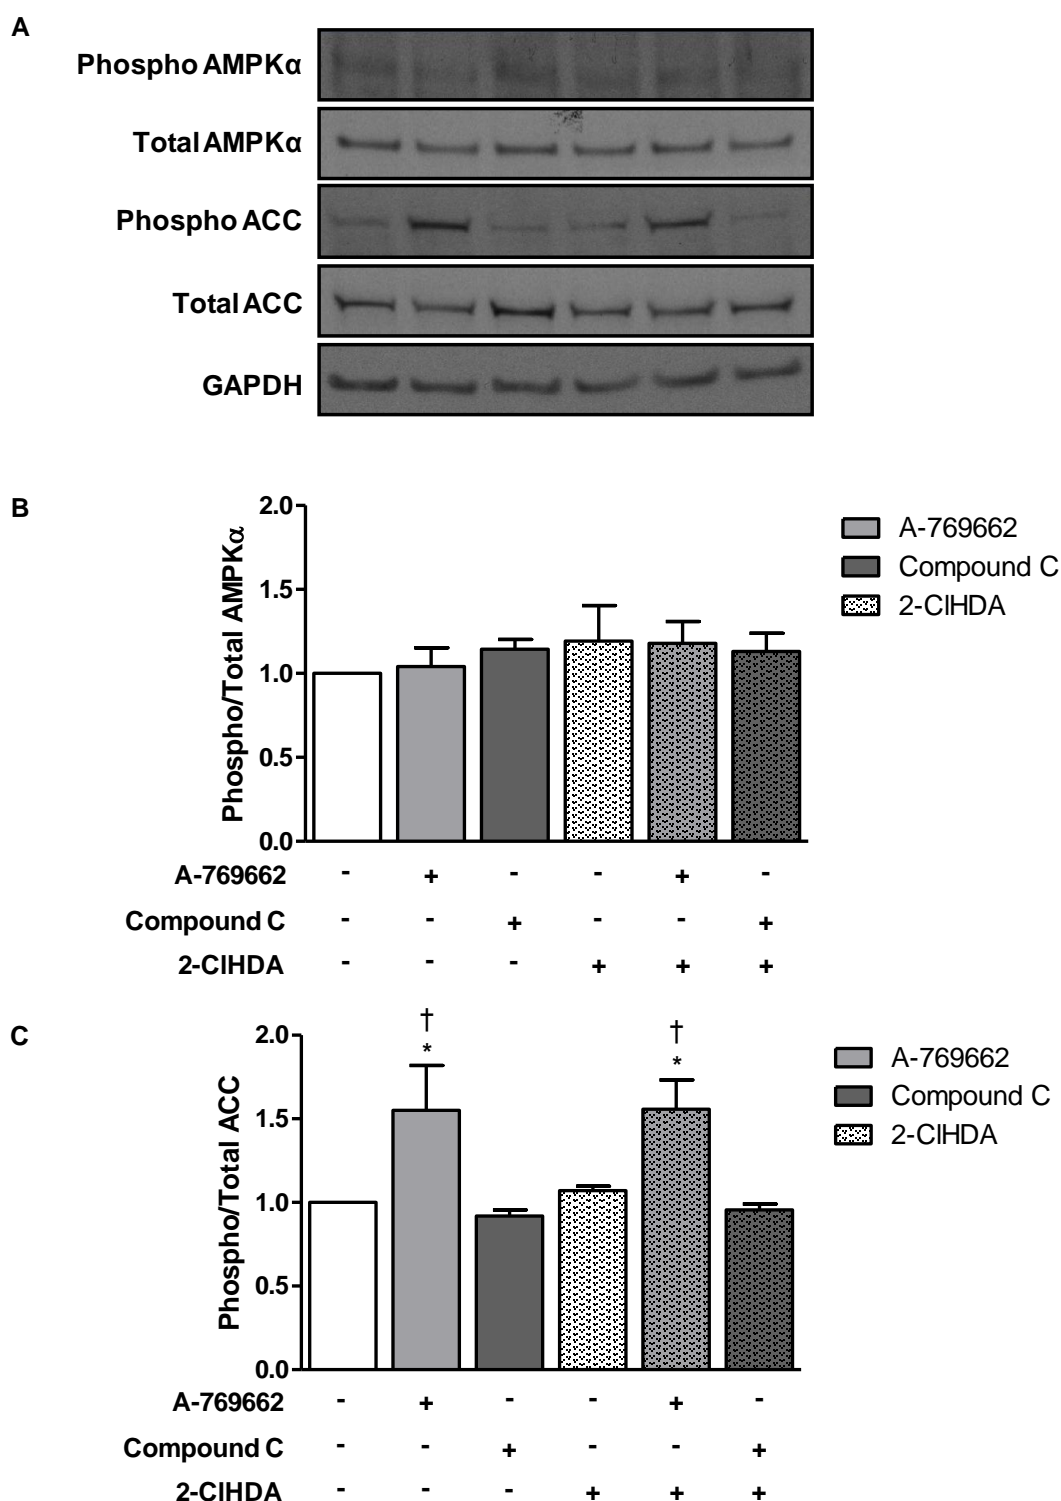 A
Phospho AMPKα
Total AMPKα
Phospho ACC
Total ACC
GAPDH
B
Phospho/Total AMPKα
2.0
1.5
1.0
0.5
0.0
A-769662
Compound C
2-ClHDA
A-769662 - + - - + -
Compound C - - + - - +
2-ClHDA - - - + + +
C
Phospho/Total ACC
2.0
1.5
1.0
0.5
0.0
† †
* *
A-769662
Compound C
2-ClHDA
A-769662 - + - - + -
Compound C - - + - - +
2-ClHDA - - - + + +